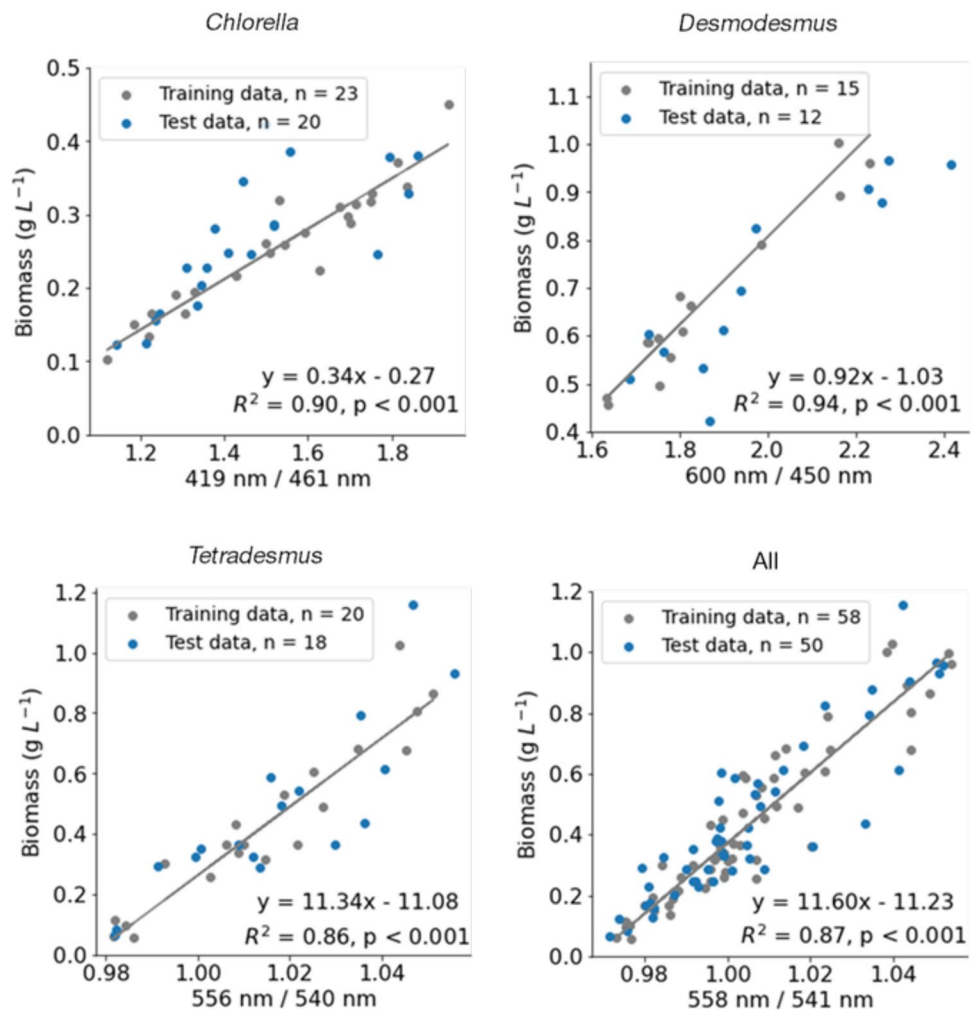 Chlorella
0.5
0.4
0.3
0.2
0.1
0.0
Biomass (g L⁻¹)
Training data, n = 23
Test data, n = 20
y = 0.34x - 0.27
R² = 0.90, p < 0.001
1.2 1.4 1.6 1.8
419 nm / 461 nm
Desmodesmus
1.1
1.0
0.9
0.8
0.7
0.6
0.5
0.4
Biomass (g L⁻¹)
Training data, n = 15
Test data, n = 12
y = 0.92x - 1.03
R² = 0.94, p < 0.001
1.6 1.8 2.0 2.2 2.4
600 nm / 450 nm
Tetradesmus
1.2
1.0
0.8
0.6
0.4
0.2
0.0
Biomass (g L⁻¹)
Training data, n = 20
Test data, n = 18
y = 11.34x - 11.08
R² = 0.86, p < 0.001
0.98 1.00 1.02 1.04
556 nm / 540 nm
All
1.2
1.0
0.8
0.6
0.4
0.2
0.0
Biomass (g L⁻¹)
Training data, n = 58
Test data, n = 50
y = 11.60x - 11.23
R² = 0.87, p < 0.001
0.98 1.00 1.02 1.04
558 nm / 541 nm